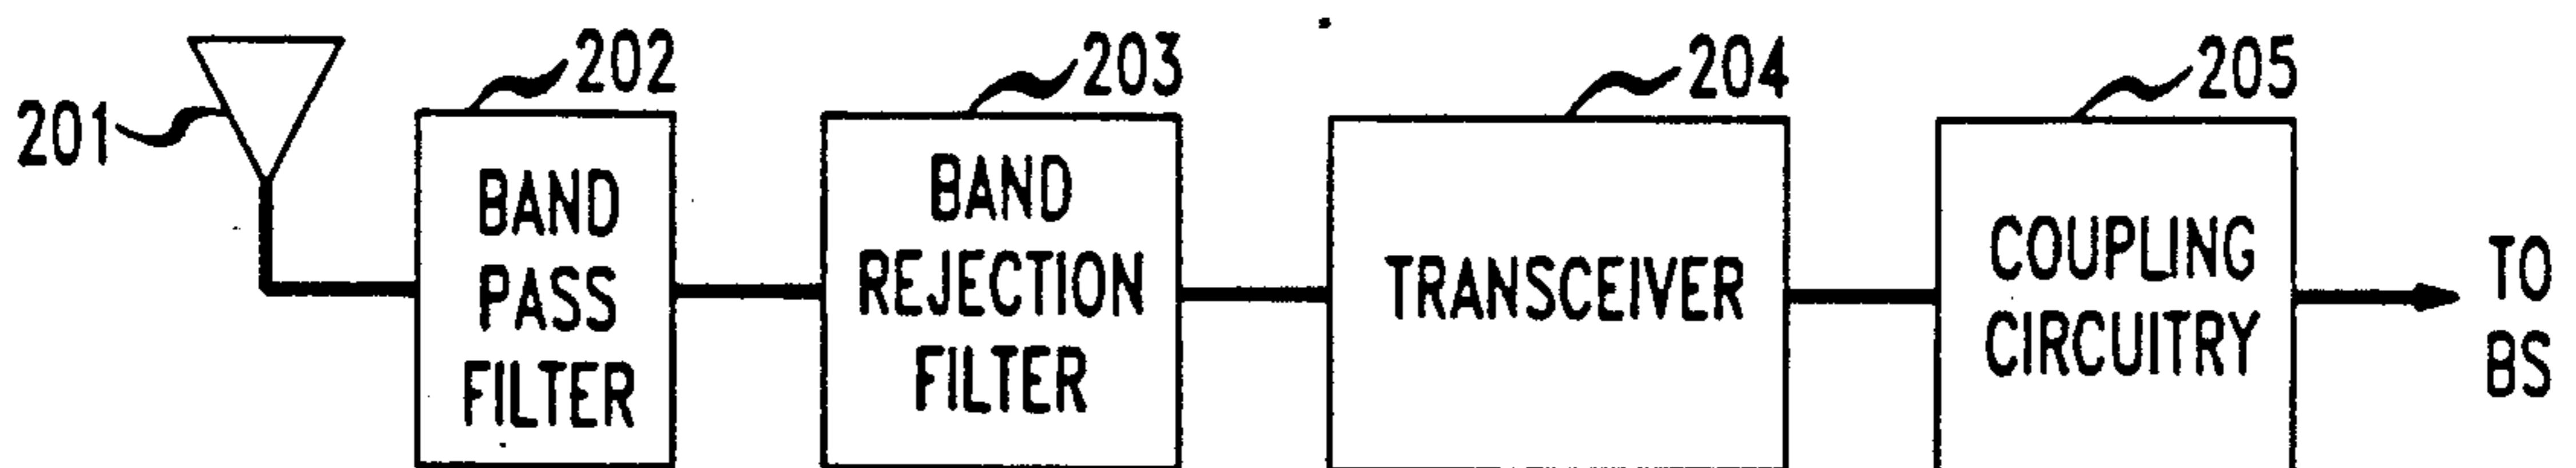 201
202
BAND
PASS
FILTER
203
BAND
REJECTION
FILTER
204
TRANSCEIVER
205
COUPLING
CIRCUITRY
TO
BS